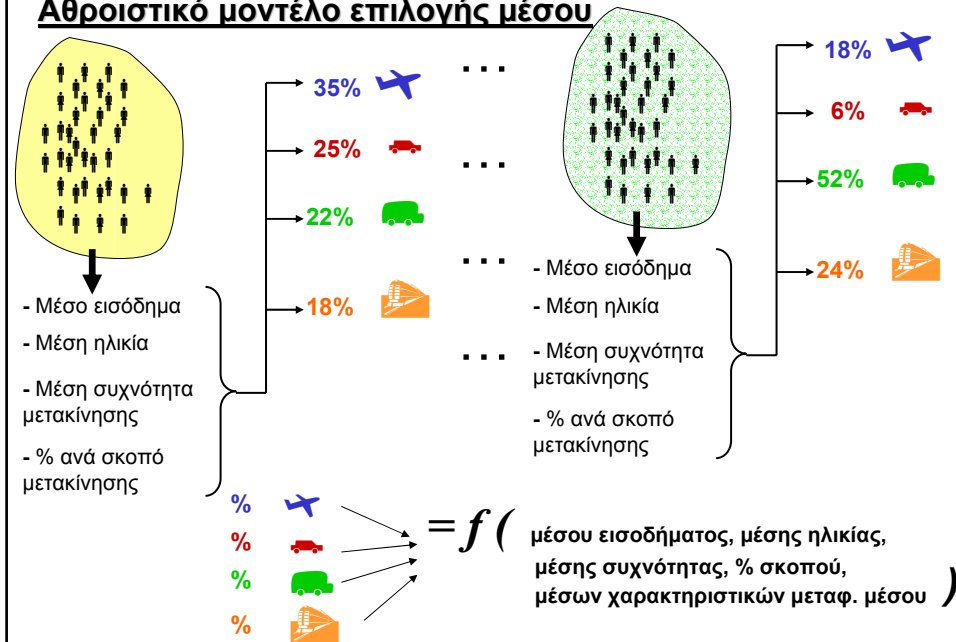 Αθροιστικό μοντέλο επιλογής μέσου
35%
25%
22%
18%
- Μέσο εισόδημα
- Μέση ηλικία
- Μέση συχνότητα
μετακίνησης
- % ανά σκοπό
μετακίνησης
...
...
...
...
18%
6%
52%
24%
- Μέσο εισόδημα
- Μέση ηλικία
- Μέση συχνότητα
μετακίνησης
- % ανά σκοπό
μετακίνησης
%
%
%
%
= f (
μέσου εισοδήματος, μέσης ηλικίας,
μέσης συχνότητας, % σκοπού,
μέσων χαρακτηριστικών μεταφ. μέσου )